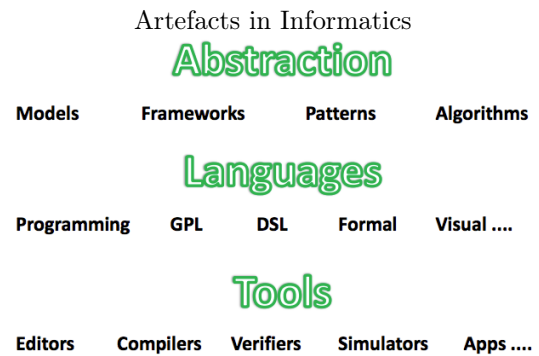 Artefacts in Informatics
Abstraction
Models Frameworks Patterns Algorithms
Languages
Programming GPL DSL Formal Visual ....
Tools
Editors Compilers Verifiers Simulators Apps ....